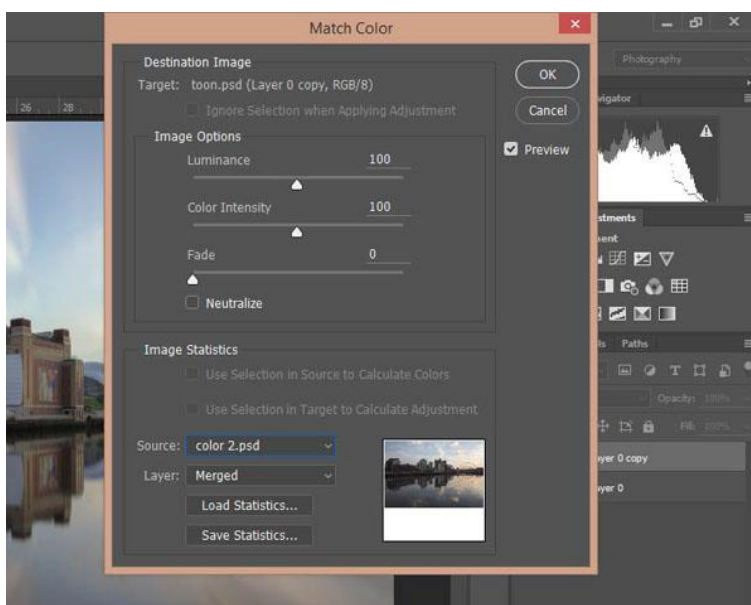 Match Color
Photography
Destination Image
Target: toon.psd (Layer 0 copy, RGB/8)
Ignore Selection when Applying Adjustment
Image Options
Luminance 100
Color Intensity 100
Fade 0
Neutralize
OK
Cancel
Preview
26 28
vigator
stments
ent
Image Statistics
Use Selection in Source to Calculate Colors
Use Selection in Target to Calculate Adjustment
Source: color 2.psd
Layer: Merged
Load Statistics...
Save Statistics...
ls Paths
Opacity: 100%
Fill: 100%
yer 0 copy
yer 0